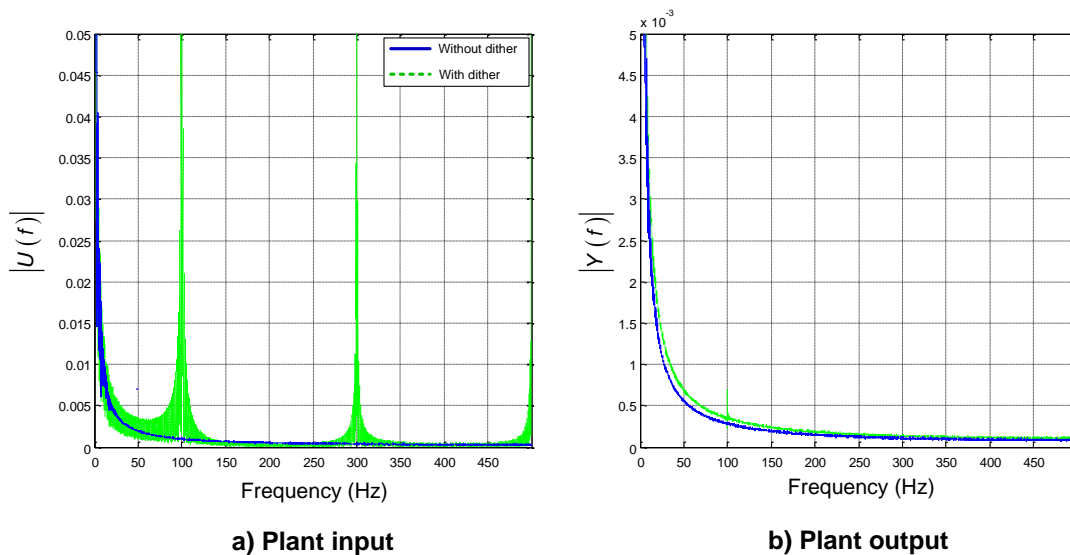 0.05
0.045
0.04
0.035
0.03
0.025
0.02
0.015
0.01
0.005
0
0 50 100 150 200 250 300 350 400 450
|U(f)|
Frequency (Hz)
Without dither
With dither
a) Plant input
x 10⁻³
5
4.5
4
3.5
3
2.5
2
1.5
1
0.5
0
0 50 100 150 200 250 300 350 400 450
|Y(f)|
Frequency (Hz)
b) Plant output